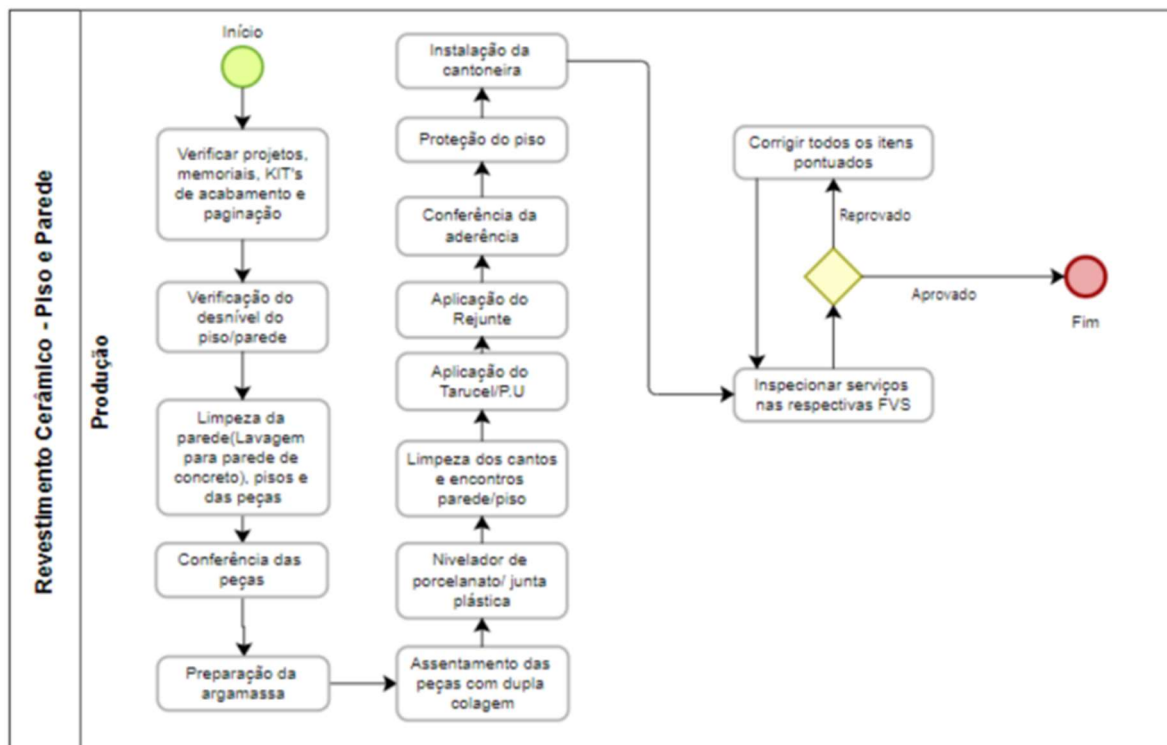 Revestimento Cerâmico - Piso e Parede
Produção
Início
Verificar projetos,
memoriais, KIT's
de acabamento e
paginação
Verificação do
desnível do
piso/parede
Limpeza da
parede(Lavagem
para parede de
concreto), pisos e
das peças
Conferência das
peças
Preparação da
argamassa
Assentamento das
peças com dupla
colagem
Nivelador de
porcelanato/ junta
plástica
Limpeza dos cantos
e encontros
parede/piso
Aplicação do
Tarucel/P.U
Aplicação do
Rejunte
Conferência da
aderência
Proteção do piso
Instalação da
cantoneira
Inspecionar serviços
nas respectivas FVS
Reprovado
Corrigir todos os itens
pontuados
Aprovado
Fim